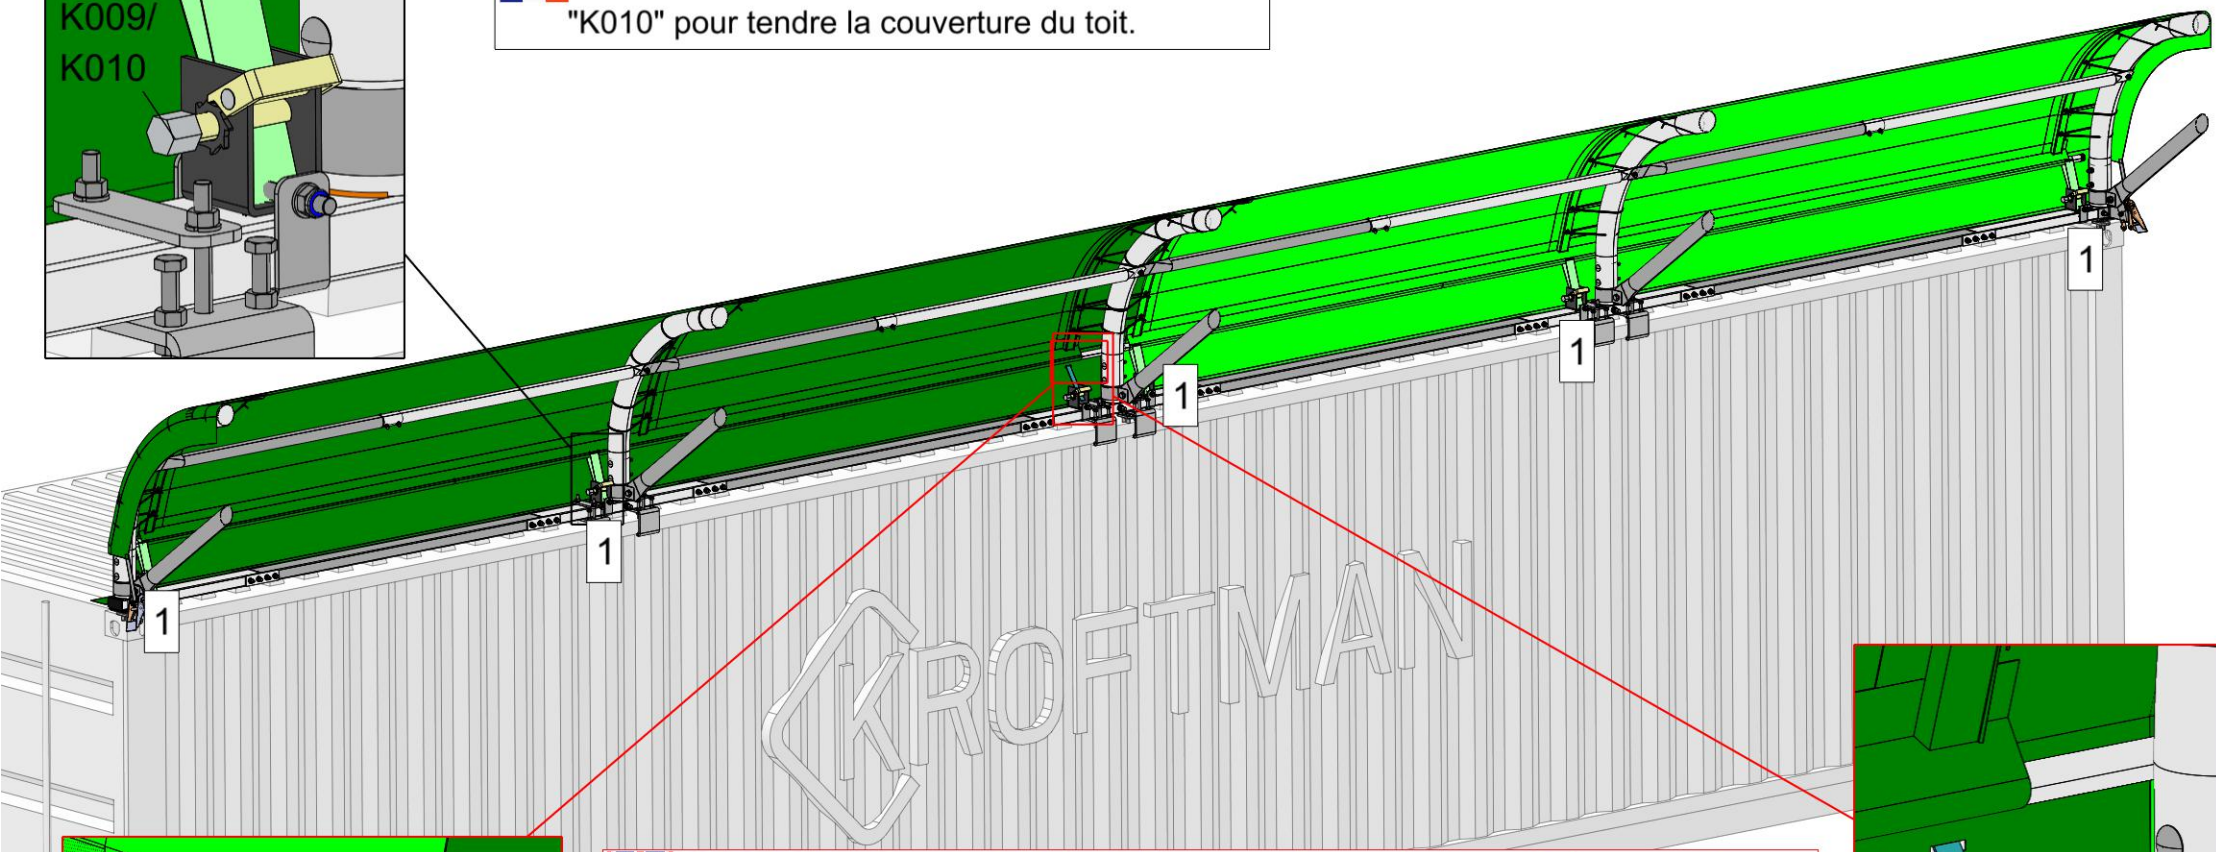 K009/
K010
"K010" pour tendre la couverture du toit.
1
1
1
1
1
KROFTMAN